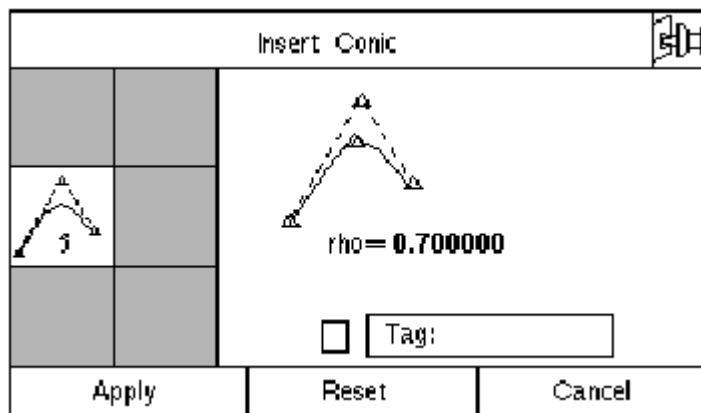 Insert Conic
rho= 0.700000
Tag:
Apply
Reset
Cancel